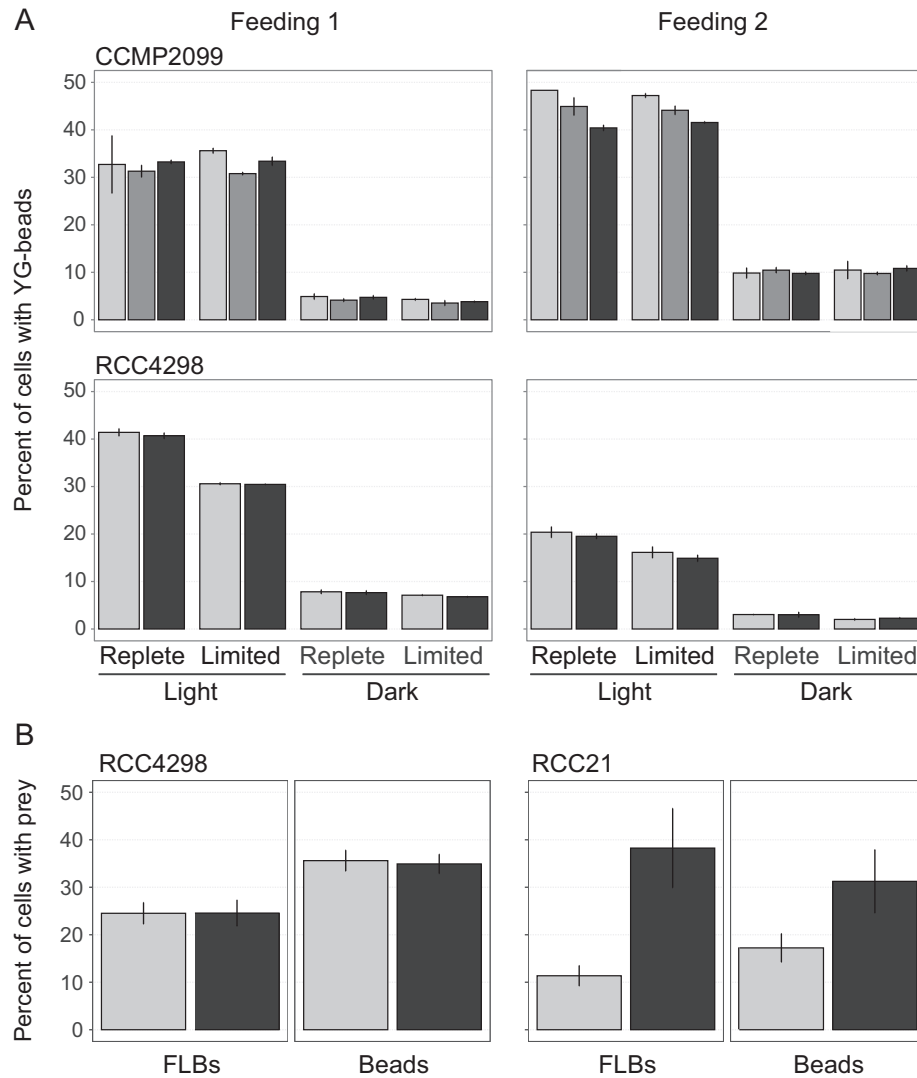 A
Feeding 1 Feeding 2
CCMP2099
Percent of cells with YG-beads
50
40
30
20
10
0
RCC4298
50
40
30
20
10
0
Replete Limited Replete Limited Replete Limited Replete Limited
Light Dark Light Dark
B
RCC4298 RCC21
Percent of cells with prey
50
40
30
20
10
0
FLBs Beads FLBs Beads